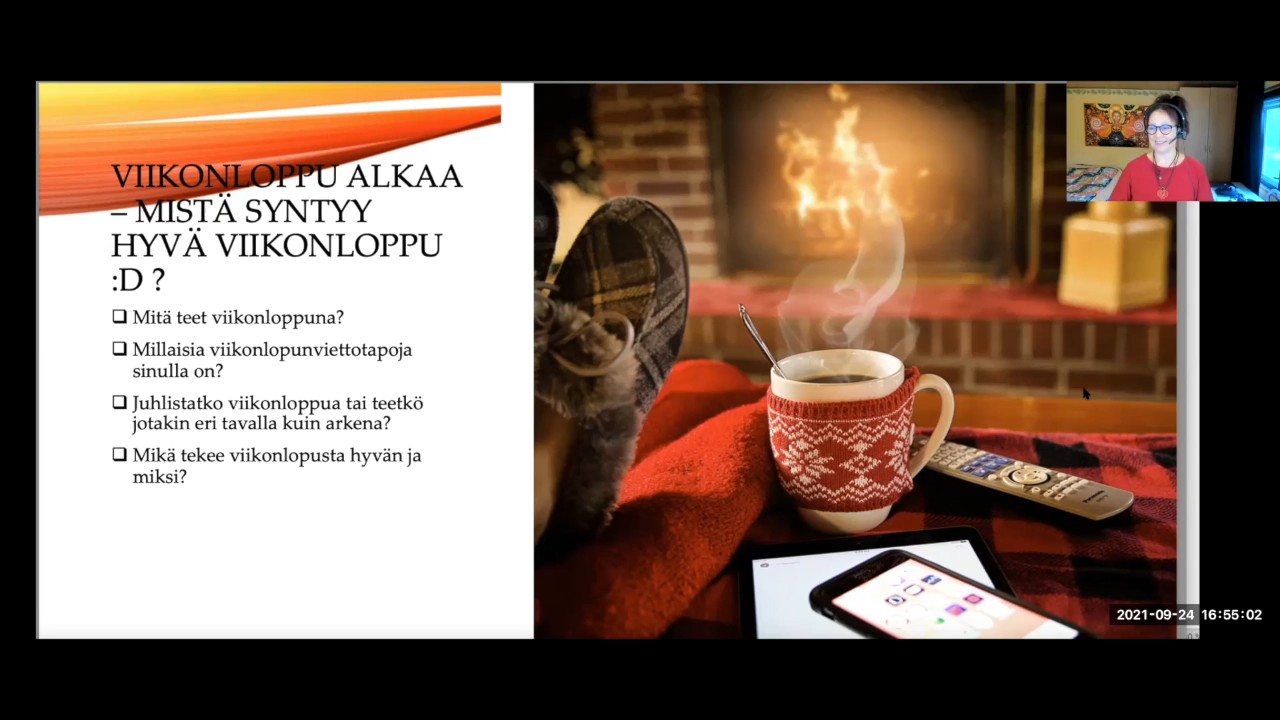 VIIKONLOPPU ALKAA
– MISTÄ SYNTYY
HYVÄ VIIKONLOPPU
:D ?
Mitä teet viikonloppuna?
Millaisia viikonlopunviettotapoja
sinulla on?
Juhlistatko viikonloppua tai teetkö
jotakin eri tavalla kuin arkena?
Mikä tekee viikonlopusta hyvän ja
miksi?
Panasonic
2021-09-24 16:55:02